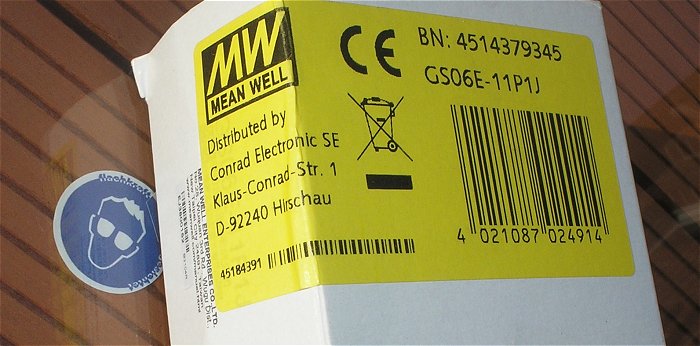 MW
MEAN WELL
CE
BN: 4514379345
GS06E-11P1J
Distributed by
Conrad Electronic SE
Klaus-Conrad-Str. 1
D-92240 Hirschau
45184391
4 021087 024914
MEAN WELL ENTERPRISES CO., LTD.